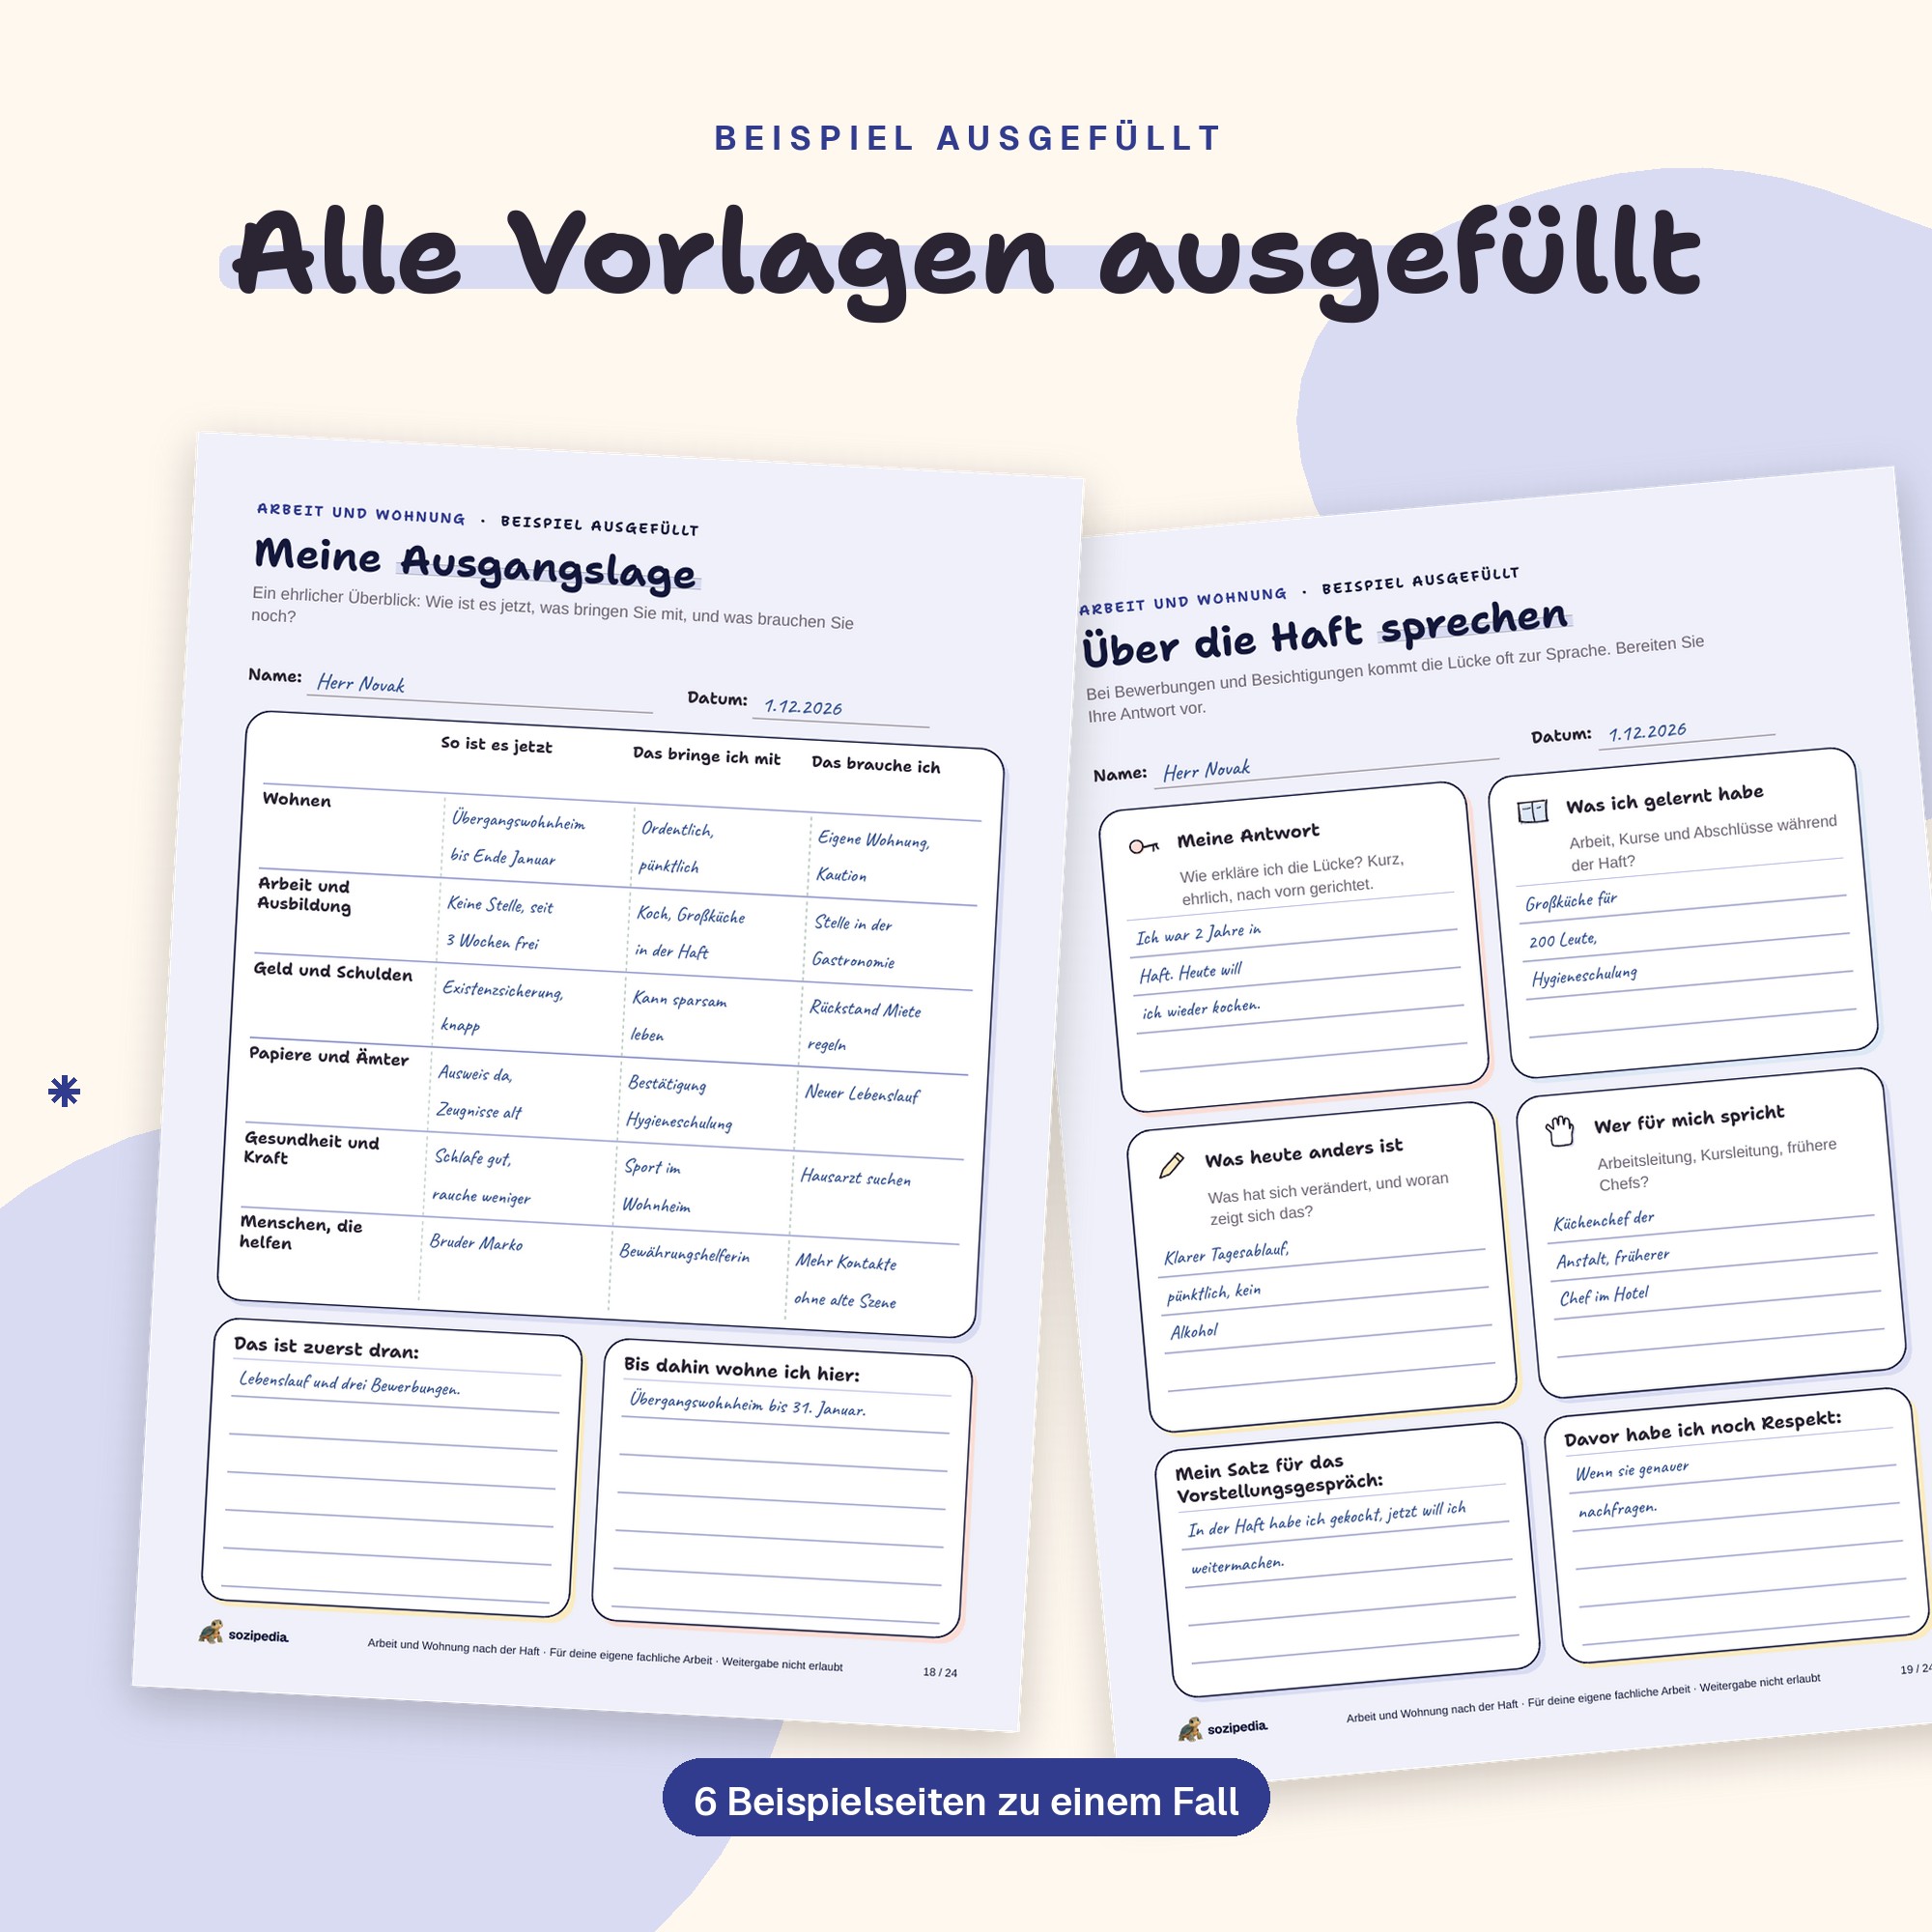 BEISPIEL AUSGEFÜLLT
Alle Vorlagen ausgefüllt
ARBEIT UND WOHNUNG · BEISPIEL AUSGEFÜLLT
Meine Ausgangslage
Ein ehrlicher Überblick: Wie ist es jetzt, was bringen Sie mit, und was brauchen Sie
noch?
Name: Herr Novak Datum: 1.12.2026
So ist es jetzt Das bringe ich mit Das brauche ich
Wohnen
Übergangswohnheim Ordentlich, Eigene Wohnung,
bis Ende Januar pünktlich Kaution
Arbeit und
Ausbildung
Keine Stelle, seit Koch, Großküche Stelle in der
3 Wochen frei in der Haft Gastronomie
Geld und Schulden
Existenzsicherung, Kann sparsam Rückstand Miete
knapp leben regeln
Papiere und Ämter
Ausweis da, Bestätigung Neuer Lebenslauf
Zeugnisse alt Hygieneschulung
Gesundheit und
Kraft
Schlafe gut, Sport im Hausarzt suchen
rauche weniger Wohnheim
Menschen, die
helfen
Bruder Marko Bewährungshelferin Mehr Kontakte
ohne alte Szene
Das ist zuerst dran:
Lebenslauf und drei Bewerbungen.
Bis dahin wohne ich hier:
Übergangswohnheim bis 31. Januar.
sozipedia.
Arbeit und Wohnung nach der Haft · Für deine eigene fachliche Arbeit · Weitergabe nicht erlaubt
18 / 24
ARBEIT UND WOHNUNG · BEISPIEL AUSGEFÜLLT
Über die Haft sprechen
Bei Bewerbungen und Besichtigungen kommt die Lücke oft zur Sprache. Bereiten Sie
Ihre Antwort vor.
Name: Herr Novak Datum: 1.12.2026
Meine Antwort
Wie erkläre ich die Lücke? Kurz,
ehrlich, nach vorn gerichtet.
Ich war 2 Jahre in
Haft. Heute will
ich wieder kochen.
Was ich gelernt habe
Arbeit, Kurse und Abschlüsse während
der Haft?
Großküche für
200 Leute,
Hygieneschulung
Was heute anders ist
Was hat sich verändert, und woran
zeigt sich das?
Klarer Tagesablauf,
pünktlich, kein
Alkohol
Wer für mich spricht
Arbeitsleitung, Kursleitung, frühere
Chefs?
Küchenchef der
Anstalt, früherer
Chef im Hotel
Mein Satz für das
Vorstellungsgespräch:
In der Haft habe ich gekocht, jetzt will ich
weitermachen.
Davor habe ich noch Respekt:
Wenn sie genauer
nachfragen.
sozipedia.
Arbeit und Wohnung nach der Haft · Für deine eigene fachliche Arbeit · Weitergabe nicht erlaubt
19 / 24
6 Beispielseiten zu einem Fall